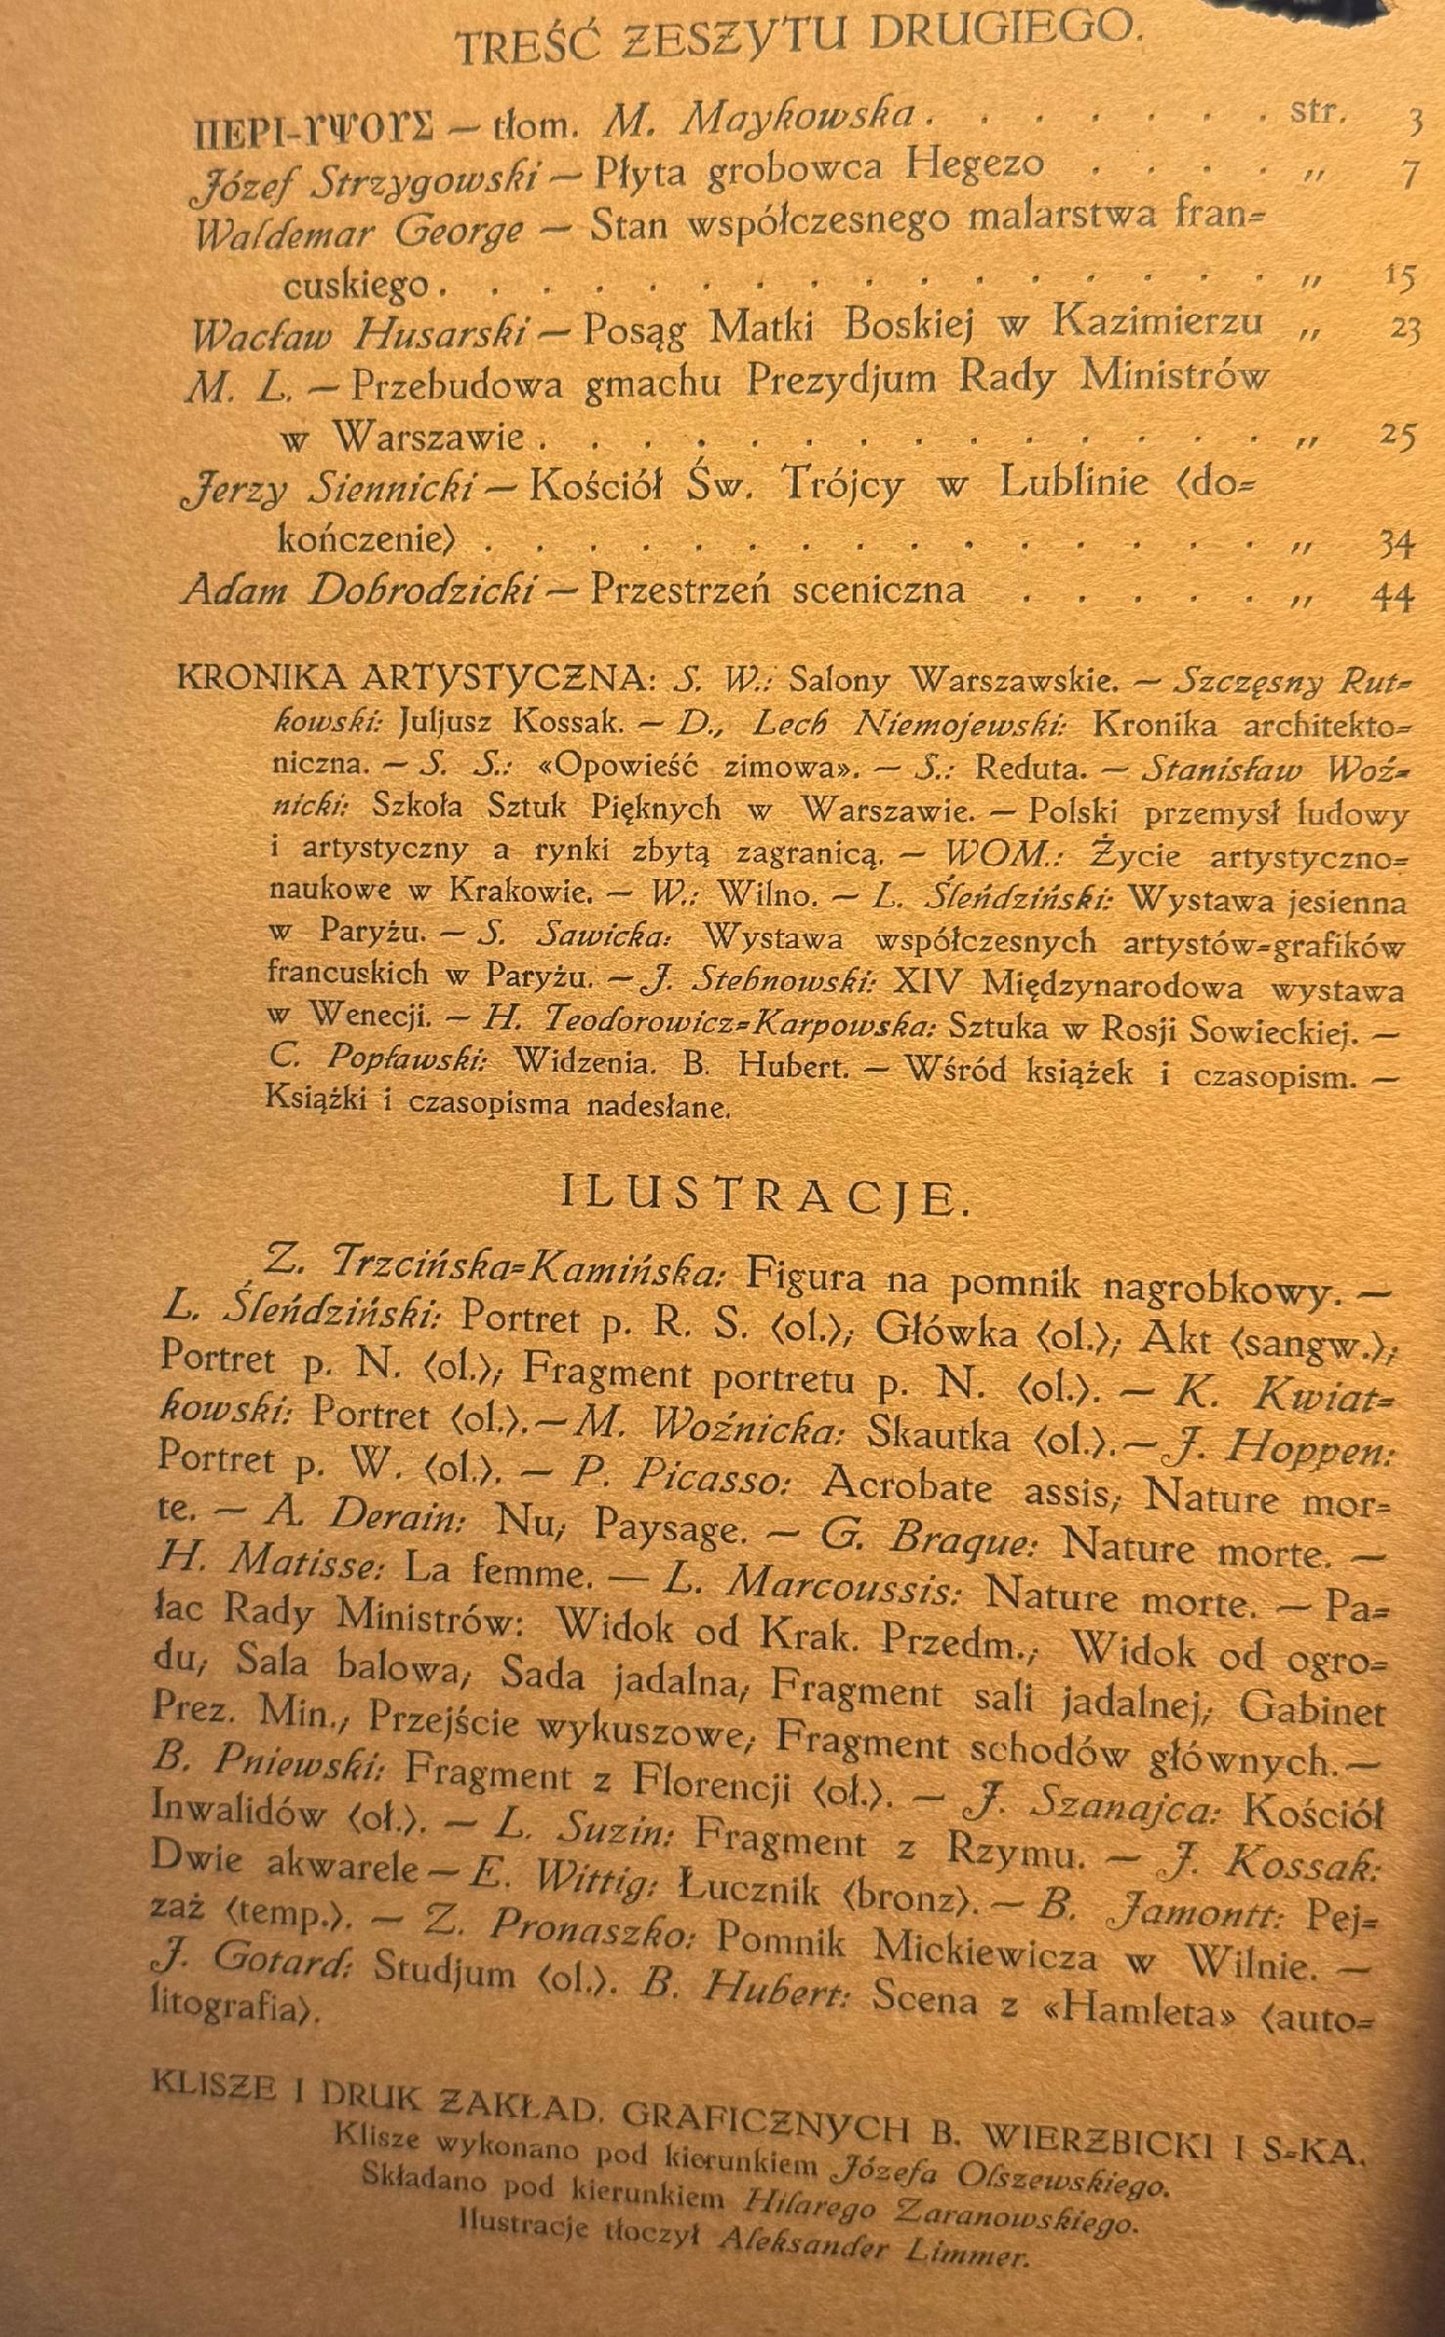 TREŚĆ ZESZYTU DRUGIEGO.
ΠΕΡΙ-ΥΨΟΥΣ — tłom. M. Maykowska . . . . . . . str. 3
Józef Strzygowski — Płyta grobowca Hegezo . . . . „ 7
Waldemar George — Stan współczesnego malarstwa fran=
cuskiego . . . . . . . . . . . . . . . . „ 15
Wacław Husarski — Posąg Matki Boskiej w Kazimierzu „ 23
M. L. — Przebudowa gmachu Prezydjum Rady Ministrów
w Warszawie . . . . . . . . . . . . . . „ 25
Jerzy Siennicki — Kościół Św. Trójcy w Lublinie (do=
kończenie) . . . . . . . . . . . . . . . „ 34
Adam Dobrodzicki — Przestrzeń sceniczna . . . . . „ 44
KRONIKA ARTYSTYCZNA: S. W.: Salony Warszawskie. — Szczęsny Rut=
kowski: Juljusz Kossak. — D., Lech Niemojewski: Kronika architekto=
niczna. — S. S.: «Opowieść zimowa». — S.: Reduta. — Stanisław Woź=
nicki: Szkoła Sztuk Pięknych w Warszawie. — Polski przemysł ludowy
i artystyczny a rynki zbytą zagranicą. — WOM.: Życie artystyczno=
naukowe w Krakowie. — W.: Wilno. — L. Śleńdziński: Wystawa jesienna
w Paryżu. — S. Sawicka: Wystawa współczesnych artystów=grafików
francuskich w Paryżu. — J. Stebnowski: XIV Międzynarodowa wystawa
w Wenecji. — H. Teodorowicz=Karpowska: Sztuka w Rosji Sowieckiej. —
C. Popławski: Widzenia. B. Hubert. — Wśród książek i czasopism. —
Książki i czasopisma nadesłane.
ILUSTRACJE.
Z. Trzcińska=Kamińska: Figura na pomnik nagrobkowy. —
L. Śleńdziński: Portret p. R. S. (ol.); Główka (ol.); Akt (sangw.);
Portret p. N. (ol.); Fragment portretu p. N. (ol.). — K. Kwiat=
kowski: Portret (ol.). — M. Woźnicka: Skautka (ol.). — J. Hoppen:
Portret p. W. (ol.). — P. Picasso: Acrobate assis; Nature mor=
te. — A. Derain: Nu; Paysage. — G. Braque: Nature morte. —
H. Matisse: La femme. — L. Marcoussis: Nature morte. — Pa=
łac Rady Ministrów: Widok od Krak. Przedm.; Widok od ogro=
du; Sala balowa; Sada jadalna; Fragment sali jadalnej; Gabinet
Prez. Min.; Przejście wykuszowe; Fragment schodów głównych. —
B. Pniewski: Fragment z Florencji (oł.). — J. Szanajca: Kościół
Inwalidów (oł.). — L. Suzin: Fragment z Rzymu. — J. Kossak:
Dwie akwarele — E. Wittig: Łucznik (bronz). — B. Jamontt: Pej=
zaż (temp.). — Z. Pronaszko: Pomnik Mickiewicza w Wilnie. —
J. Gotard: Studjum (ol.). B. Hubert: Scena z «Hamleta» (auto=
litografia).
KLISZE I DRUK ZAKŁAD. GRAFICZNYCH B. WIERZBICKI I S=KA.
Klisze wykonano pod kierunkiem Józefa Olszewskiego.
Składano pod kierunkiem Hilarego Zaranowskiego.
Ilustracje tłoczył Aleksander Limmer.